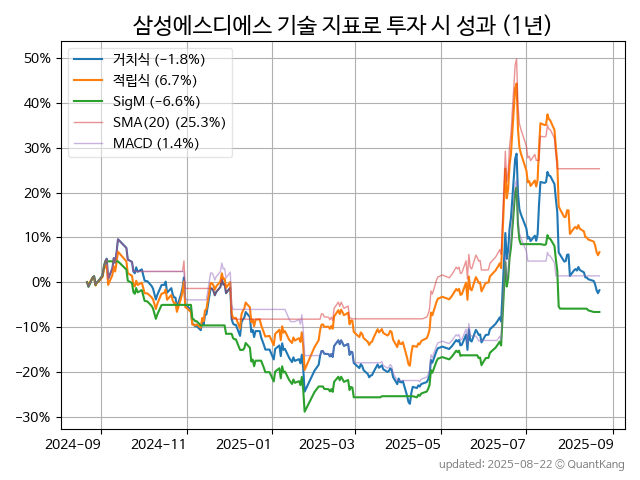 삼성에스디에스 기술 지표로 투자 시 성과 (1년)
거치식 (−1.8%)
적립식 (6.7%)
SigM (−6.6%)
SMA(20) (25.3%)
MACD (1.4%)
50%
40%
30%
20%
10%
0%
−10%
−20%
−30%
2024-09 2024-11 2025-01 2025-03 2025-05 2025-07 2025-09
updated: 2025-08-22 © QuantKang